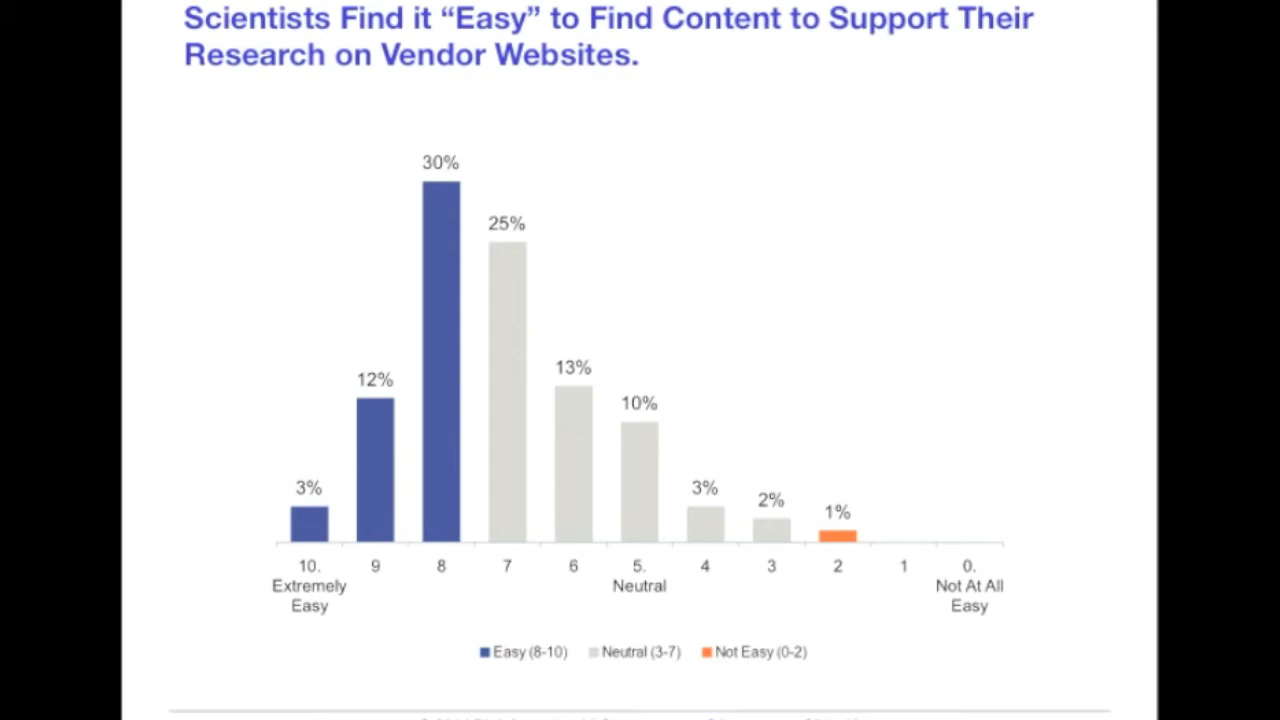 Scientists Find it “Easy” to Find Content to Support Their
Research on Vendor Websites.
30%
25%
13%
12%
10%
3%
3%
2%
1%
10. 9 8 7 6 5. 4 3 2 1 0.
Extremely Neutral Not At All
Easy Easy
Easy (8-10) Neutral (3-7) Not Easy (0-2)